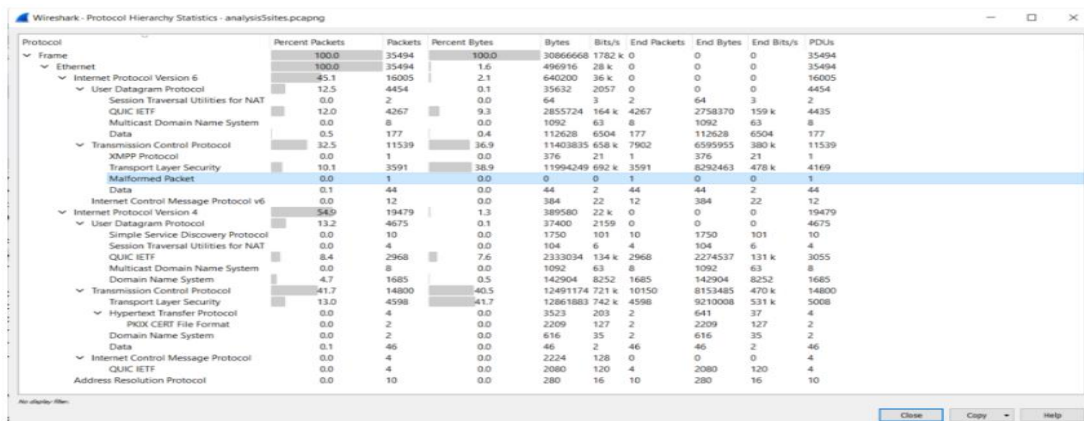 Wireshark · Protocol Hierarchy Statistics · analysis5sites.pcapng
Protocol Percent Packets Packets Percent Bytes Bytes Bits/s End Packets End Bytes End Bits/s PDUs
Frame 100.0 35494 100.0 30866668 1782 k 0 0 0 35494
Ethernet 100.0 35494 1.6 496916 28 k 0 0 0 35494
Internet Protocol Version 6 45.1 16005 2.1 640200 36 k 0 0 0 16005
User Datagram Protocol 12.5 4454 0.1 35632 2057 0 0 0 4454
Session Traversal Utilities for NAT 0.0 2 0.0 64 3 2 64 3 2
QUIC IETF 12.0 4267 9.3 2855724 164 k 4267 2758370 159 k 4435
Multicast Domain Name System 0.0 8 0.0 1092 63 8 1092 63 8
Data 0.5 177 0.4 112628 6504 177 112628 6504 177
Transmission Control Protocol 32.5 11539 36.9 11403835 658 k 7902 6595955 380 k 11539
XMPP Protocol 0.0 1 0.0 376 21 1 376 21 1
Transport Layer Security 10.1 3591 38.9 11994249 692 k 3591 8292463 478 k 4169
Malformed Packet 0.0 1 0.0 0 0 1 0 0 1
Data 0.1 44 0.0 44 2 44 44 2 44
Internet Control Message Protocol v6 0.0 12 0.0 384 22 12 384 22 12
Internet Protocol Version 4 54.9 19479 1.3 389580 22 k 0 0 0 19479
User Datagram Protocol 13.2 4675 0.1 37400 2159 0 0 0 4675
Simple Service Discovery Protocol 0.0 10 0.0 1750 101 10 1750 101 10
Session Traversal Utilities for NAT 0.0 4 0.0 104 6 4 104 6 4
QUIC IETF 8.4 2968 7.6 2333034 134 k 2968 2274537 131 k 3055
Multicast Domain Name System 0.0 8 0.0 1092 63 8 1092 63 8
Domain Name System 4.7 1685 0.5 142904 8252 1685 142904 8252 1685
Transmission Control Protocol 41.7 14800 40.5 12491174 721 k 10150 8153485 470 k 14800
Transport Layer Security 13.0 4598 41.7 12861883 742 k 4598 9210008 531 k 5008
Hypertext Transfer Protocol 0.0 4 0.0 3523 203 2 641 37 4
PKIX CERT File Format 0.0 2 0.0 2209 127 2 2209 127 2
Domain Name System 0.0 2 0.0 616 35 2 616 35 2
Data 0.1 46 0.0 46 2 46 46 2 46
Internet Control Message Protocol 0.0 4 0.0 2224 128 0 0 0 4
QUIC IETF 0.0 4 0.0 2080 120 4 2080 120 4
Address Resolution Protocol 0.0 10 0.0 280 16 10 280 16 10
No display filter.
Close Copy Help